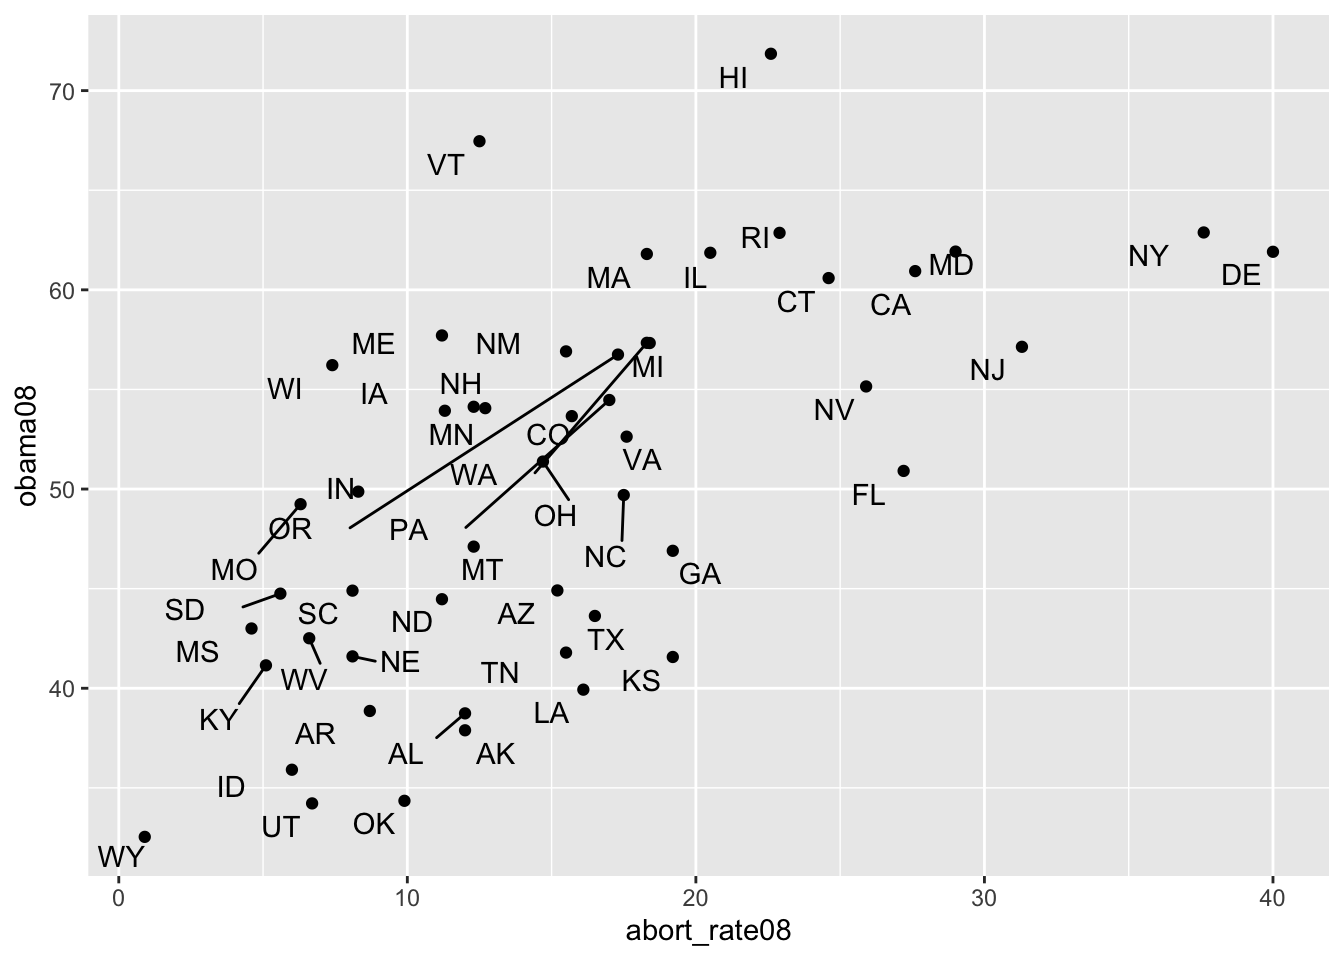 HI
70
VT
RI
NY
MD
MA
IL
DE
60
CT
CA
ME
NM
MI
NJ
WI
IA
NH
NV
MN
CO
VA
WA
IN
FL
50
OH
OR
PA
NC
MO
MT
GA
SD
SC
ND
AZ
TX
MS
NE
TN
WV
KS
40
KY
LA
AR
AL
AK
ID
UT
OK
WY
obama08
0 10 20 30 40
abort_rate08